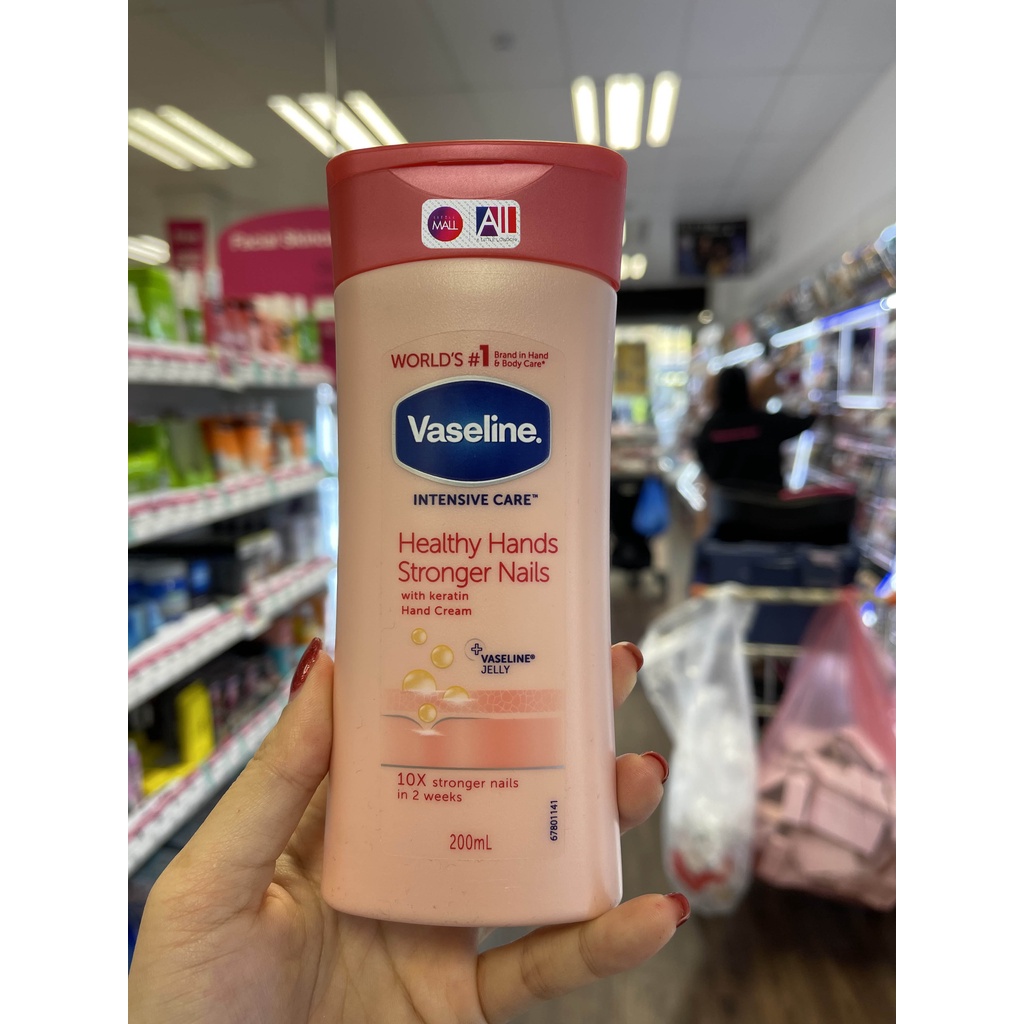 MALL
All
WORLD'S #1 Brand in Hand
& Body Care*
Vaseline.
INTENSIVE CARE™
Healthy Hands
Stronger Nails
with keratin
Hand Cream
VASELINE®
JELLY
10X stronger nails
in 2 weeks
67801141
200mL